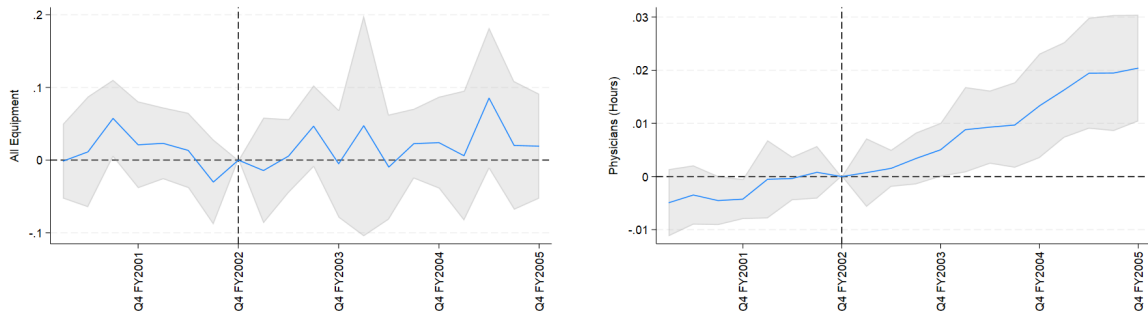 All Equipment
.2
.1
0
-.1
Q4 FY2001
Q4 FY2002
Q4 FY2003
Q4 FY2004
Q4 FY2005
Physicians (Hours)
.03
.02
.01
0
-.01
Q4 FY2001
Q4 FY2002
Q4 FY2003
Q4 FY2004
Q4 FY2005